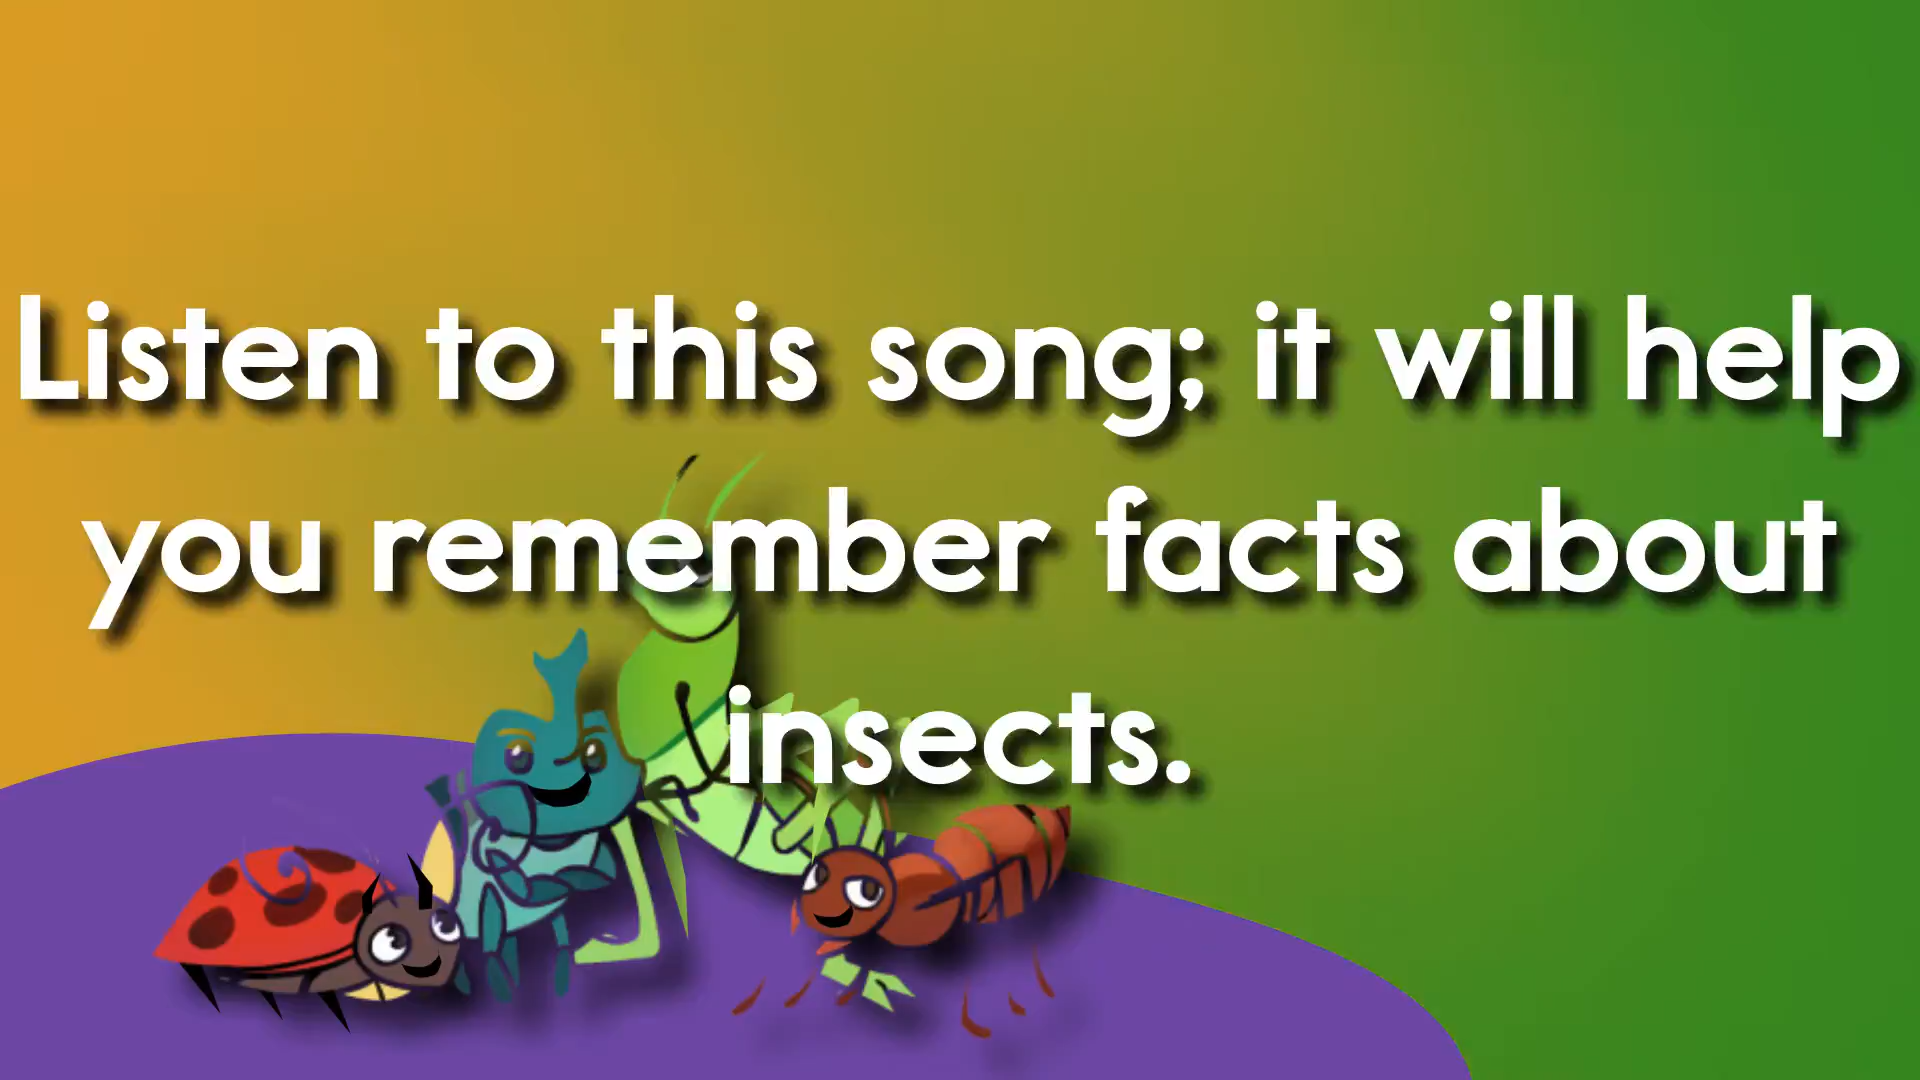 Listen to this song; it will help
you remember facts about
insects.